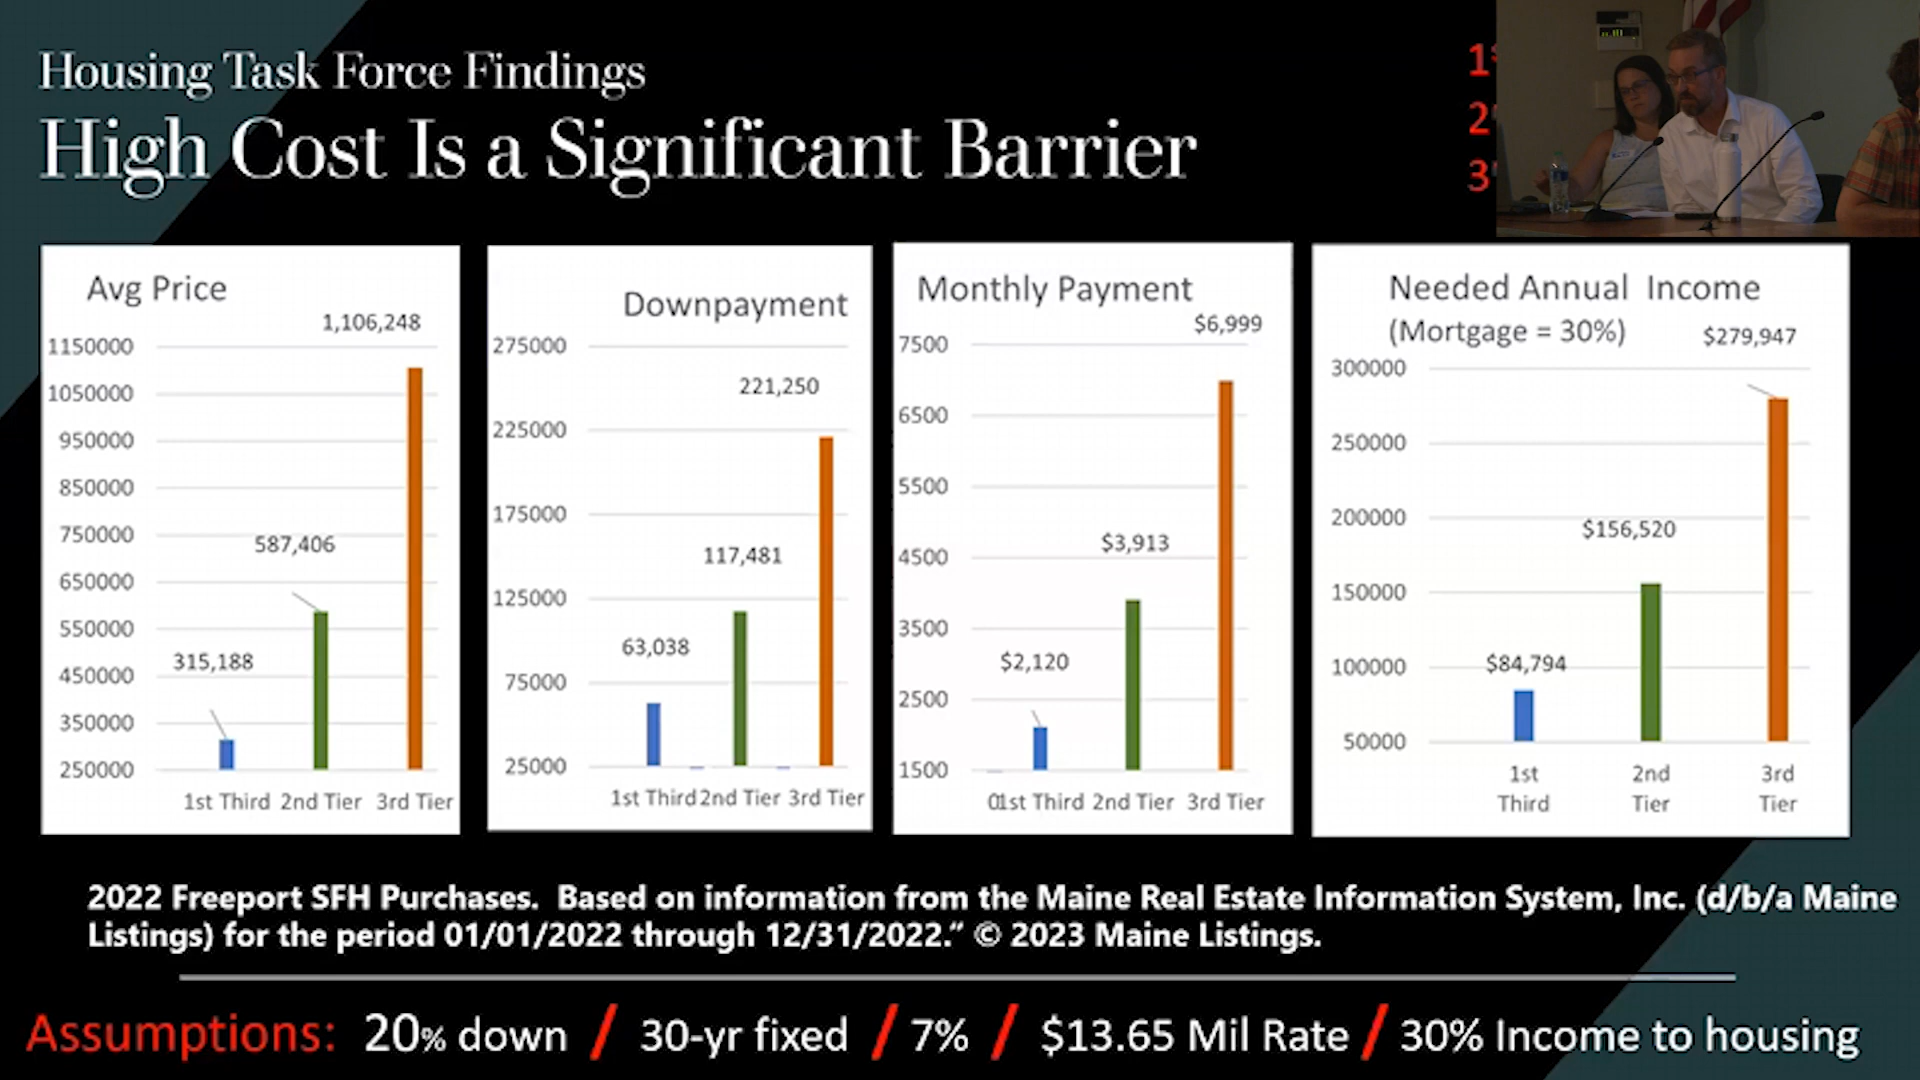 Housing Task Force Findings
High Cost Is a Significant Barrier
1
2
3
Avg Price
1,106,248
1150000
1050000
950000
850000
750000
587,406
650000
550000
315,188
450000
350000
250000
1st Third 2nd Tier 3rd Tier
Downpayment
275000
221,250
225000
175000
117,481
125000
63,038
75000
25000
1st Third 2nd Tier 3rd Tier
Monthly Payment
$6,999
7500
6500
5500
$3,913
4500
3500
$2,120
2500
1500
01st Third 2nd Tier 3rd Tier
Needed Annual Income
(Mortgage = 30%)
$279,947
300000
250000
200000
$156,520
150000
100000
$84,794
50000
1st Third
2nd Tier
3rd Tier
2022 Freeport SFH Purchases. Based on information from the Maine Real Estate Information System, Inc. (d/b/a Maine
Listings) for the period 01/01/2022 through 12/31/2022.” © 2023 Maine Listings.
Assumptions: 20% down / 30-yr fixed / 7% / $13.65 Mil Rate / 30% Income to housing